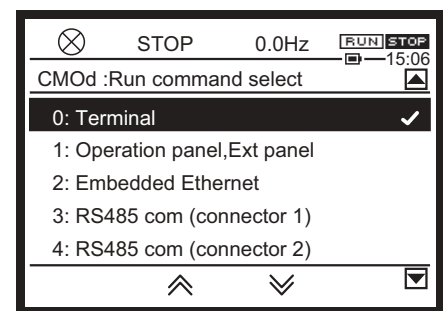 STOP 0.0Hz RUN STOP
15:06
CMOd :Run command select
0: Terminal
1: Operation panel,Ext panel
2: Embedded Ethernet
3: RS485 com (connector 1)
4: RS485 com (connector 2)